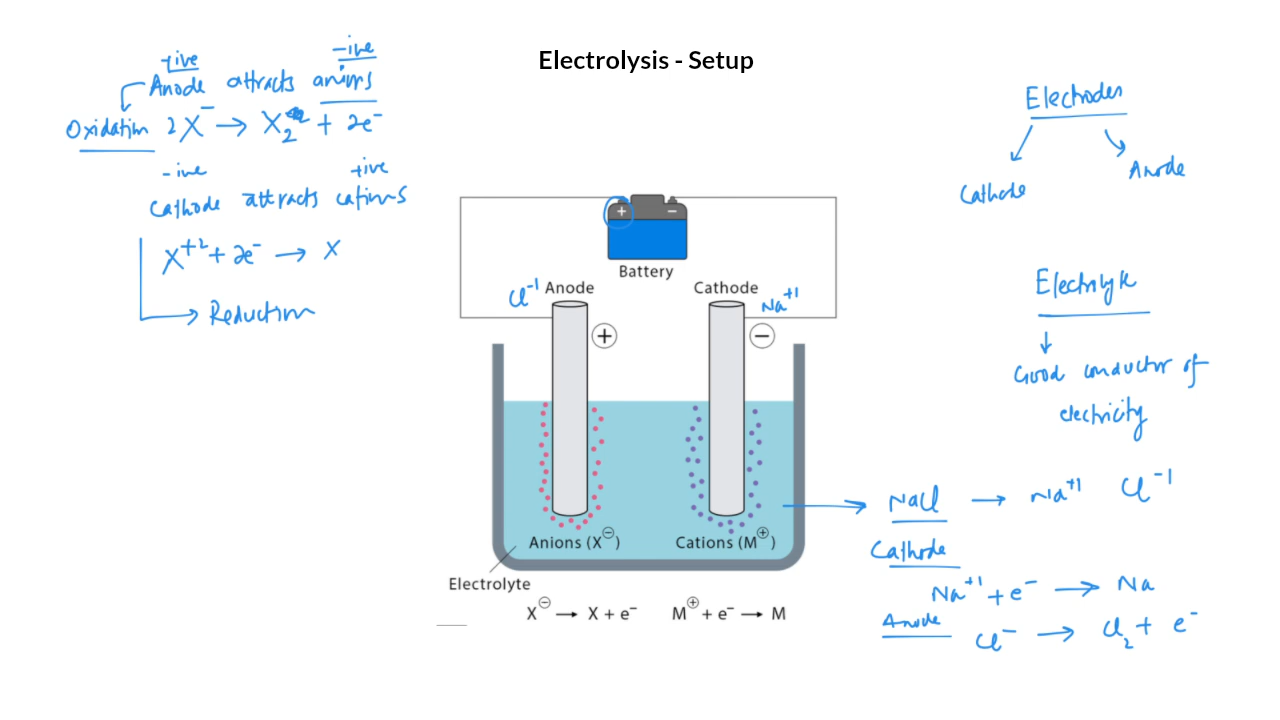 Electrolysis - Setup
+ive -ive
Anode attracts anions
Oxidation 2X⁻ → X₂ + 2e⁻
-ive +ive
Cathode attracts cations
X⁺² + 2e⁻ → X
Reduction
Electrodes
Cathode
Anode
+ −
Battery
Cl⁻¹ Anode
Cathode Na⁺¹
+
−
Anions (X⊖)
Cations (M⊕)
Electrolyte
X⊖ → X + e⁻
M⊕ + e⁻ → M
Electrolyte
Good conductor of
electricity
NaCl → Na⁺¹ Cl⁻¹
Cathode
Na⁺¹ + e⁻ → Na
Anode
Cl⁻ → Cl₂ + e⁻